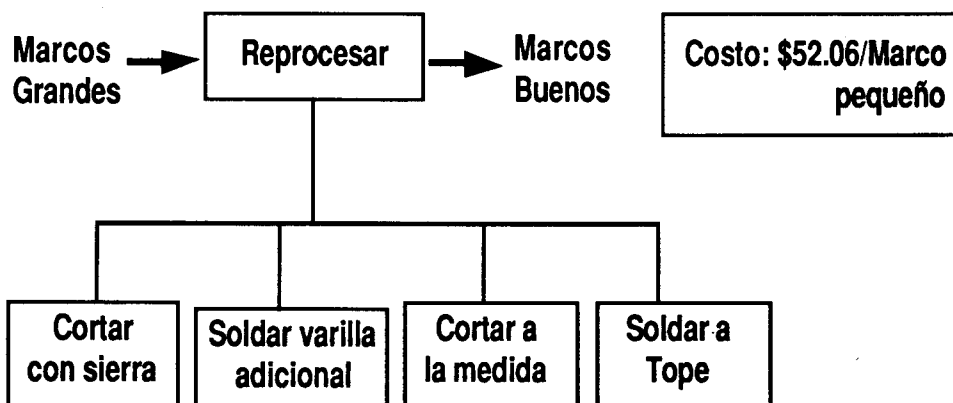 Marcos
Grandes
Reprocesar
Marcos
Buenos
Costo: $52.06/Marco
pequeño
Cortar
con sierra
Soldar varilla
adicional
Cortar a
la medida
Soldar a
Tope